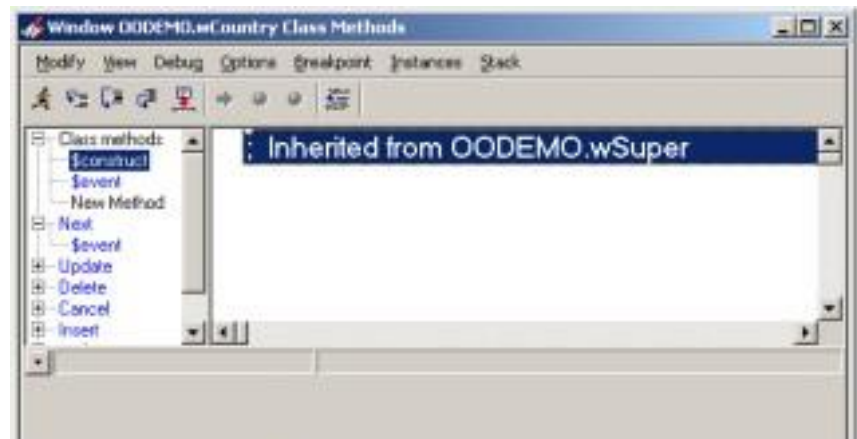 Window OODEMO.wCountry Class Methods
Modify View Debug Options Breakpoint Instances Stack
Class methods
$construct
$event
New Method
Next
$event
Update
Delete
Cancel
Insert
; Inherited from OODEMO.wSuper